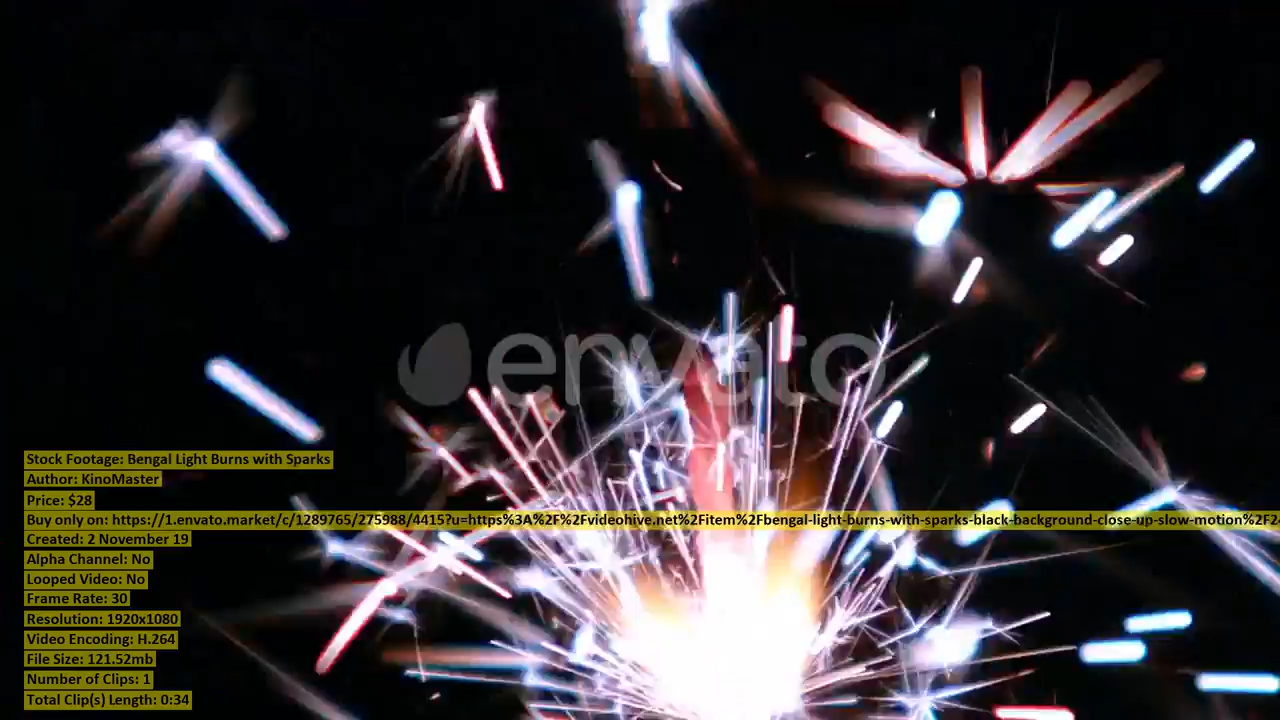 envato
Stock Footage: Bengal Light Burns with Sparks
Author: KinoMaster
Price: $28
Buy only on: https://1.envato.market/c/1289765/275988/4415?u=https%3A%2F%2Fvideohive.net%2Fitem%2Fbengal-light-burns-with-sparks-black-background-close-up-slow-motion%2F2
Created: 2 November 19
Alpha Channel: No
Looped Video: No
Frame Rate: 30
Resolution: 1920x1080
Video Encoding: H.264
File Size: 121.52mb
Number of Clips: 1
Total Clip(s) Length: 0:34